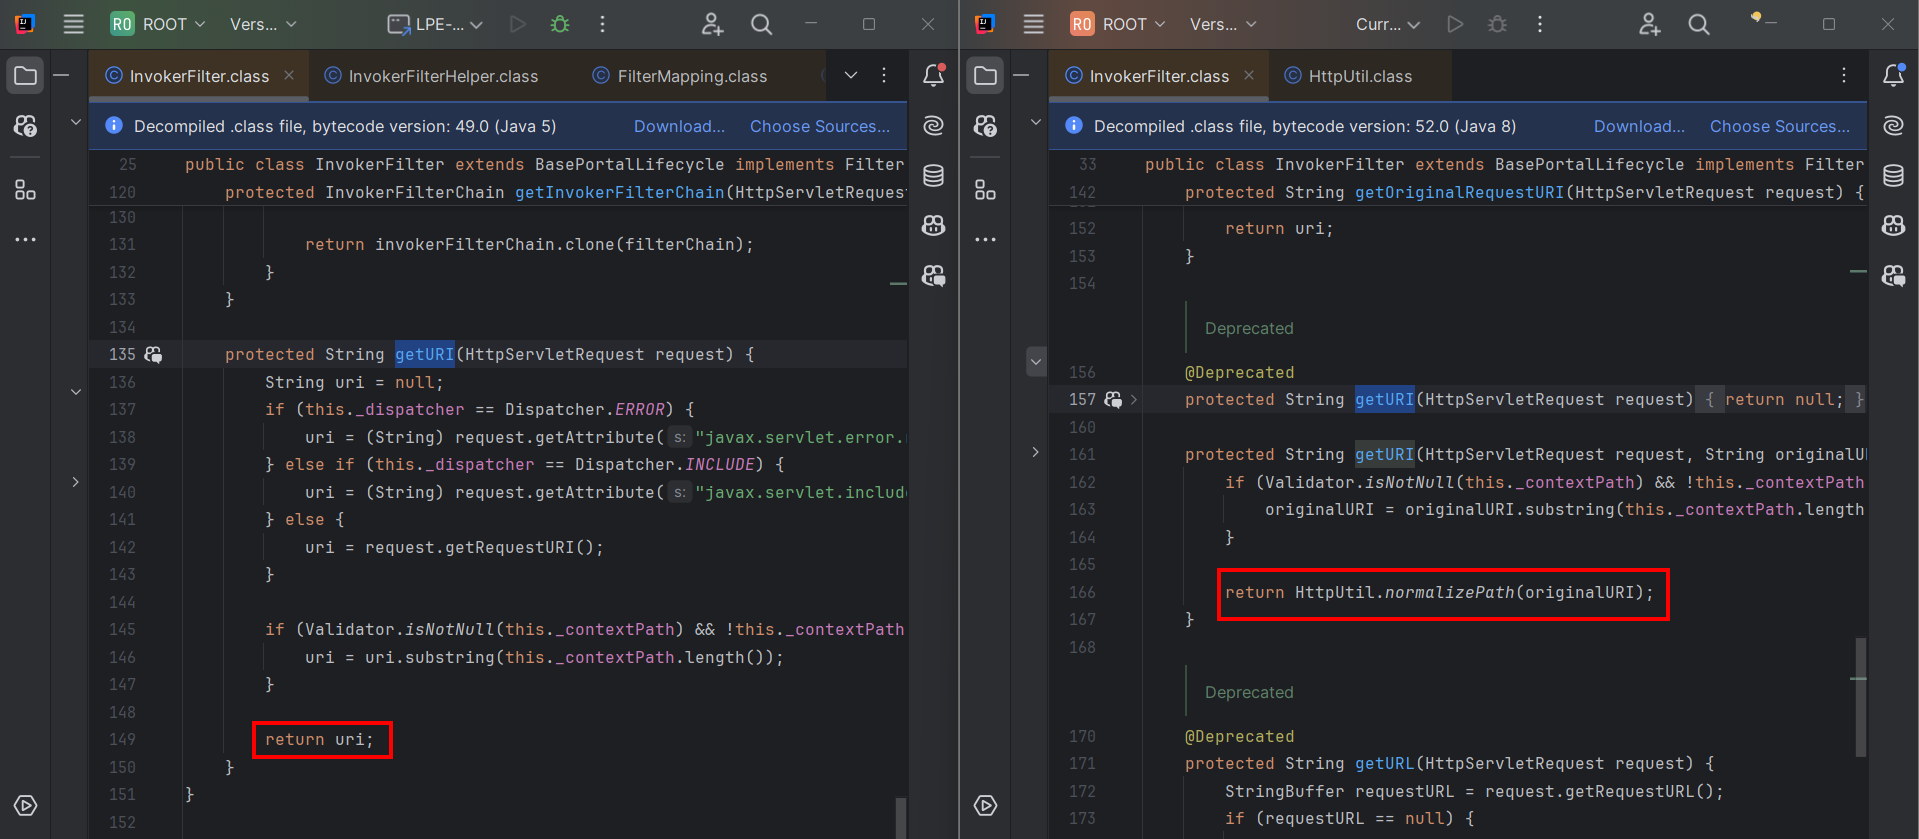 RO ROOT Vers... LPE-...
InvokerFilter.class InvokerFilterHelper.class FilterMapping.class
Decompiled .class file, bytecode version: 49.0 (Java 5) Download... Choose Sources...
25 public class InvokerFilter extends BasePortalLifecycle implements Filter
120 protected InvokerFilterChain getInvokerFilterChain(HttpServletRequest
130
131 return invokerFilterChain.clone(filterChain);
132 }
133 }
134
135 protected String getURI(HttpServletRequest request) {
136 String uri = null;
137 if (this._dispatcher == Dispatcher.ERROR) {
138 uri = (String) request.getAttribute( s: "javax.servlet.error.
139 } else if (this._dispatcher == Dispatcher.INCLUDE) {
140 uri = (String) request.getAttribute( s: "javax.servlet.include
141 } else {
142 uri = request.getRequestURI();
143 }
144
145 if (Validator.isNotNull(this._contextPath) && !this._contextPath
146 uri = uri.substring(this._contextPath.length());
147 }
148
149 return uri;
150 }
151 }
152
RO ROOT Vers... Curr...
InvokerFilter.class HttpUtil.class
Decompiled .class file, bytecode version: 52.0 (Java 8) Download... Choose Sources...
33 public class InvokerFilter extends BasePortalLifecycle implements Filter
142 protected String getOriginalRequestURI(HttpServletRequest request) {
152 return uri;
153 }
154
Deprecated
156 @Deprecated
157 protected String getURI(HttpServletRequest request) { return null; }
160
161 protected String getURI(HttpServletRequest request, String originalU
162 if (Validator.isNotNull(this._contextPath) && !this._contextPath
163 originalURI = originalURI.substring(this._contextPath.length
164 }
165
166 return HttpUtil.normalizePath(originalURI);
167 }
168
Deprecated
170 @Deprecated
171 protected String getURL(HttpServletRequest request) {
172 StringBuffer requestURL = request.getRequestURL();
173 if (requestURL == null) {